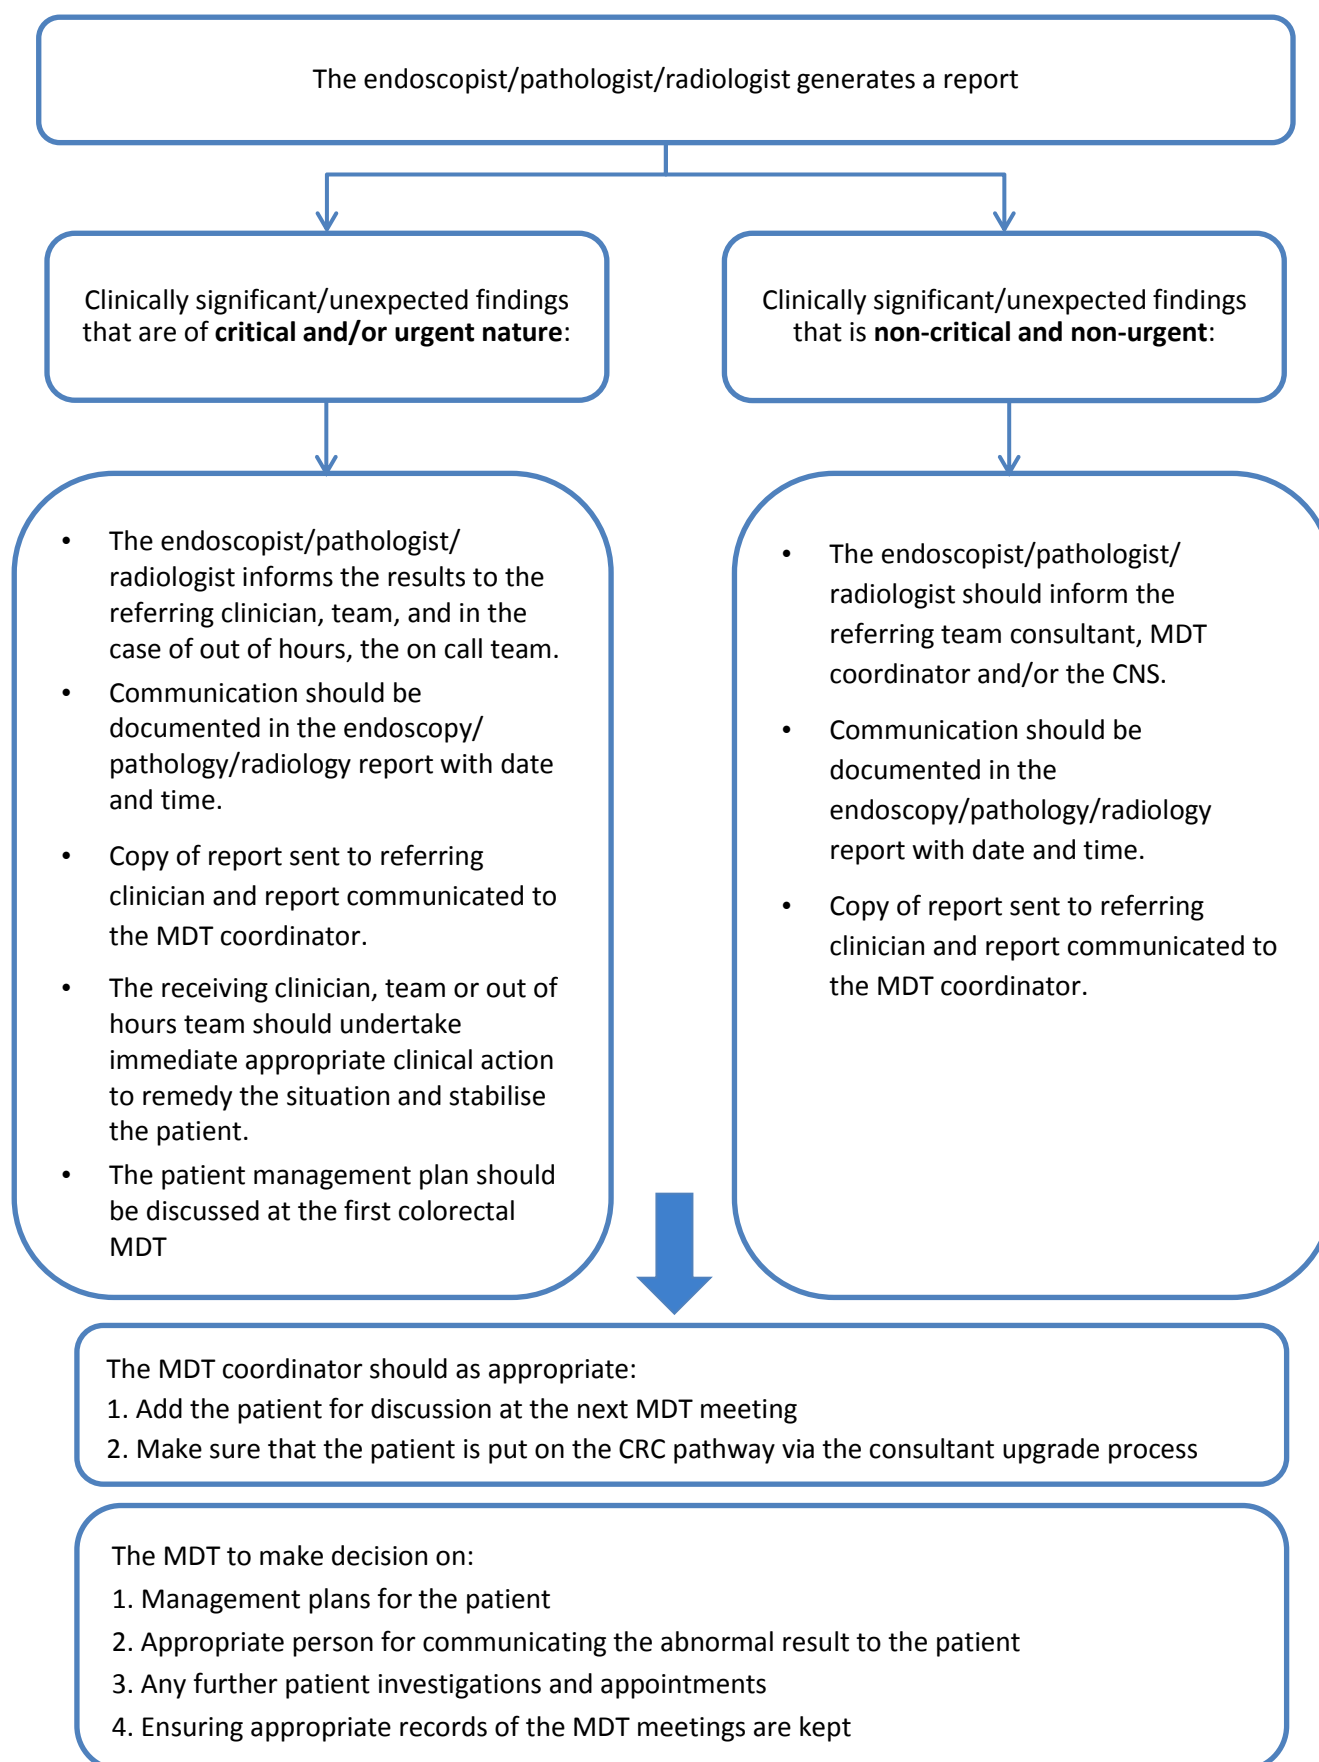 The endoscopist/pathologist/radiologist generates a report
Clinically significant/unexpected findings
that are of critical and/or urgent nature:
Clinically significant/unexpected findings
that is non-critical and non-urgent:
• The endoscopist/pathologist/
radiologist informs the results to the
referring clinician, team, and in the
case of out of hours, the on call team.
• Communication should be
documented in the endoscopy/
pathology/radiology report with date
and time.
• Copy of report sent to referring
clinician and report communicated to
the MDT coordinator.
• The receiving clinician, team or out of
hours team should undertake
immediate appropriate clinical action
to remedy the situation and stabilise
the patient.
• The patient management plan should
be discussed at the first colorectal
MDT
• The endoscopist/pathologist/
radiologist should inform the
referring team consultant, MDT
coordinator and/or the CNS.
• Communication should be
documented in the
endoscopy/pathology/radiology
report with date and time.
• Copy of report sent to referring
clinician and report communicated to
the MDT coordinator.
The MDT coordinator should as appropriate:
1. Add the patient for discussion at the next MDT meeting
2. Make sure that the patient is put on the CRC pathway via the consultant upgrade process
The MDT to make decision on:
1. Management plans for the patient
2. Appropriate person for communicating the abnormal result to the patient
3. Any further patient investigations and appointments
4. Ensuring appropriate records of the MDT meetings are kept